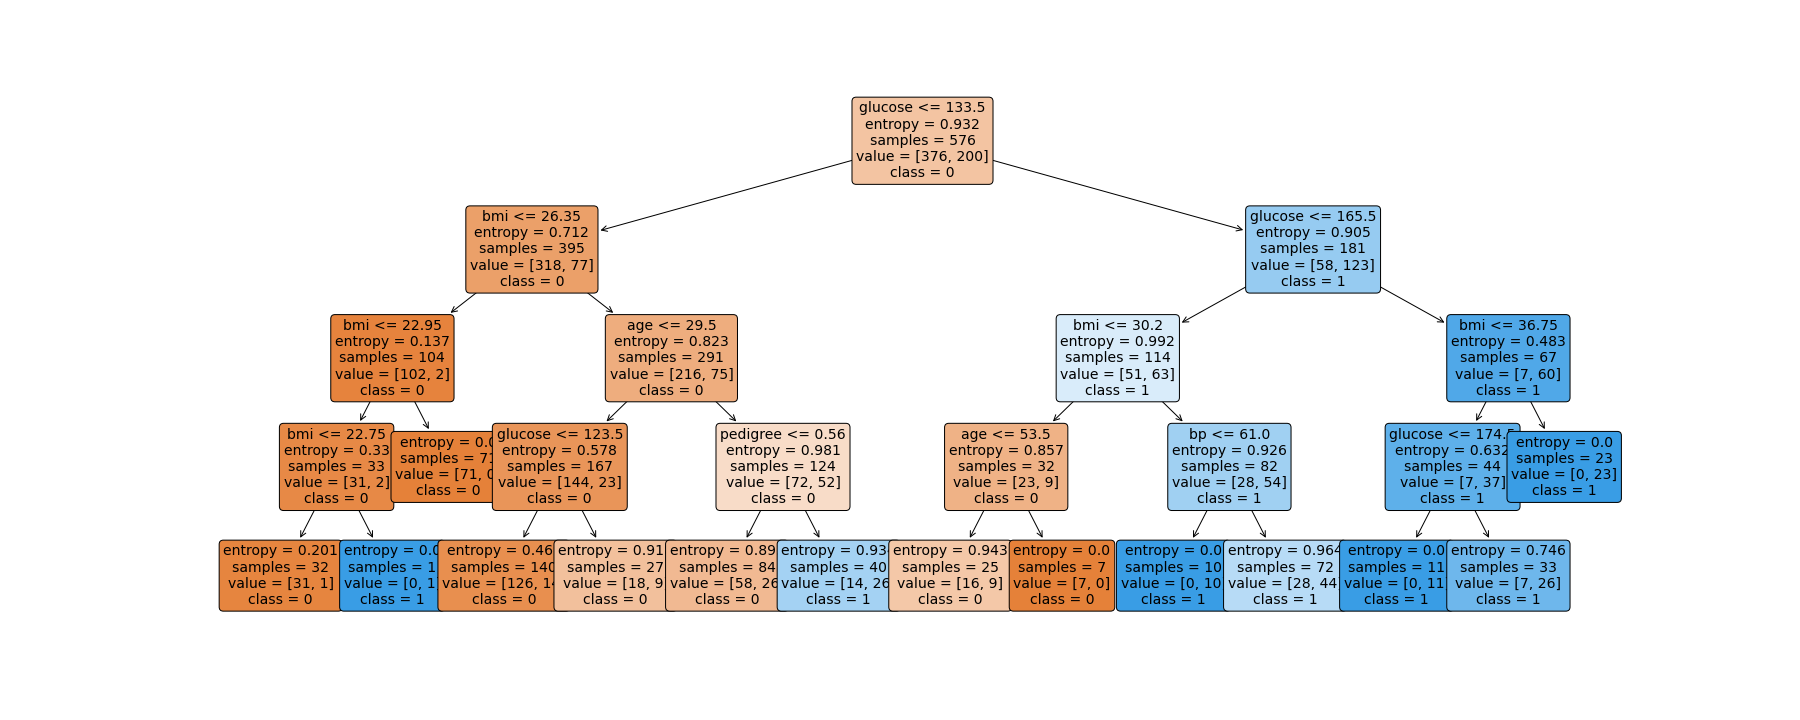 glucose <= 133.5
entropy = 0.932
samples = 576
value = [376, 200]
class = 0
bmi <= 26.35
entropy = 0.712
samples = 395
value = [318, 77]
class = 0
glucose <= 165.5
entropy = 0.905
samples = 181
value = [58, 123]
class = 1
bmi <= 22.95
entropy = 0.137
samples = 104
value = [102, 2]
class = 0
age <= 29.5
entropy = 0.823
samples = 291
value = [216, 75]
class = 0
bmi <= 30.2
entropy = 0.992
samples = 114
value = [51, 63]
class = 1
bmi <= 36.75
entropy = 0.483
samples = 67
value = [7, 60]
class = 1
bmi <= 22.75
entropy = 0.33
samples = 33
value = [31, 2]
class = 0
entropy = 0.0
samples = 71
value = [71, 0
class = 0
glucose <= 123.5
entropy = 0.578
samples = 167
value = [144, 23]
class = 0
pedigree <= 0.56
entropy = 0.981
samples = 124
value = [72, 52]
class = 0
age <= 53.5
entropy = 0.857
samples = 32
value = [23, 9]
class = 0
bp <= 61.0
entropy = 0.926
samples = 82
value = [28, 54]
class = 1
glucose <= 174.5
entropy = 0.632
samples = 44
value = [7, 37]
class = 1
entropy = 0.0
samples = 23
value = [0, 23]
class = 1
entropy = 0.201
samples = 32
value = [31, 1]
class = 0
entropy = 0.0
samples = 1
value = [0, 1
class = 1
entropy = 0.46
samples = 140
value = [126, 14
class = 0
entropy = 0.91
samples = 27
value = [18, 9
class = 0
entropy = 0.89
samples = 84
value = [58, 26
class = 0
entropy = 0.93
samples = 40
value = [14, 26
class = 1
entropy = 0.943
samples = 25
value = [16, 9]
class = 0
entropy = 0.0
samples = 7
value = [7, 0]
class = 0
entropy = 0.0
samples = 10
value = [0, 10
class = 1
entropy = 0.964
samples = 72
value = [28, 44
class = 1
entropy = 0.0
samples = 11
value = [0, 11
class = 1
entropy = 0.746
samples = 33
value = [7, 26]
class = 1